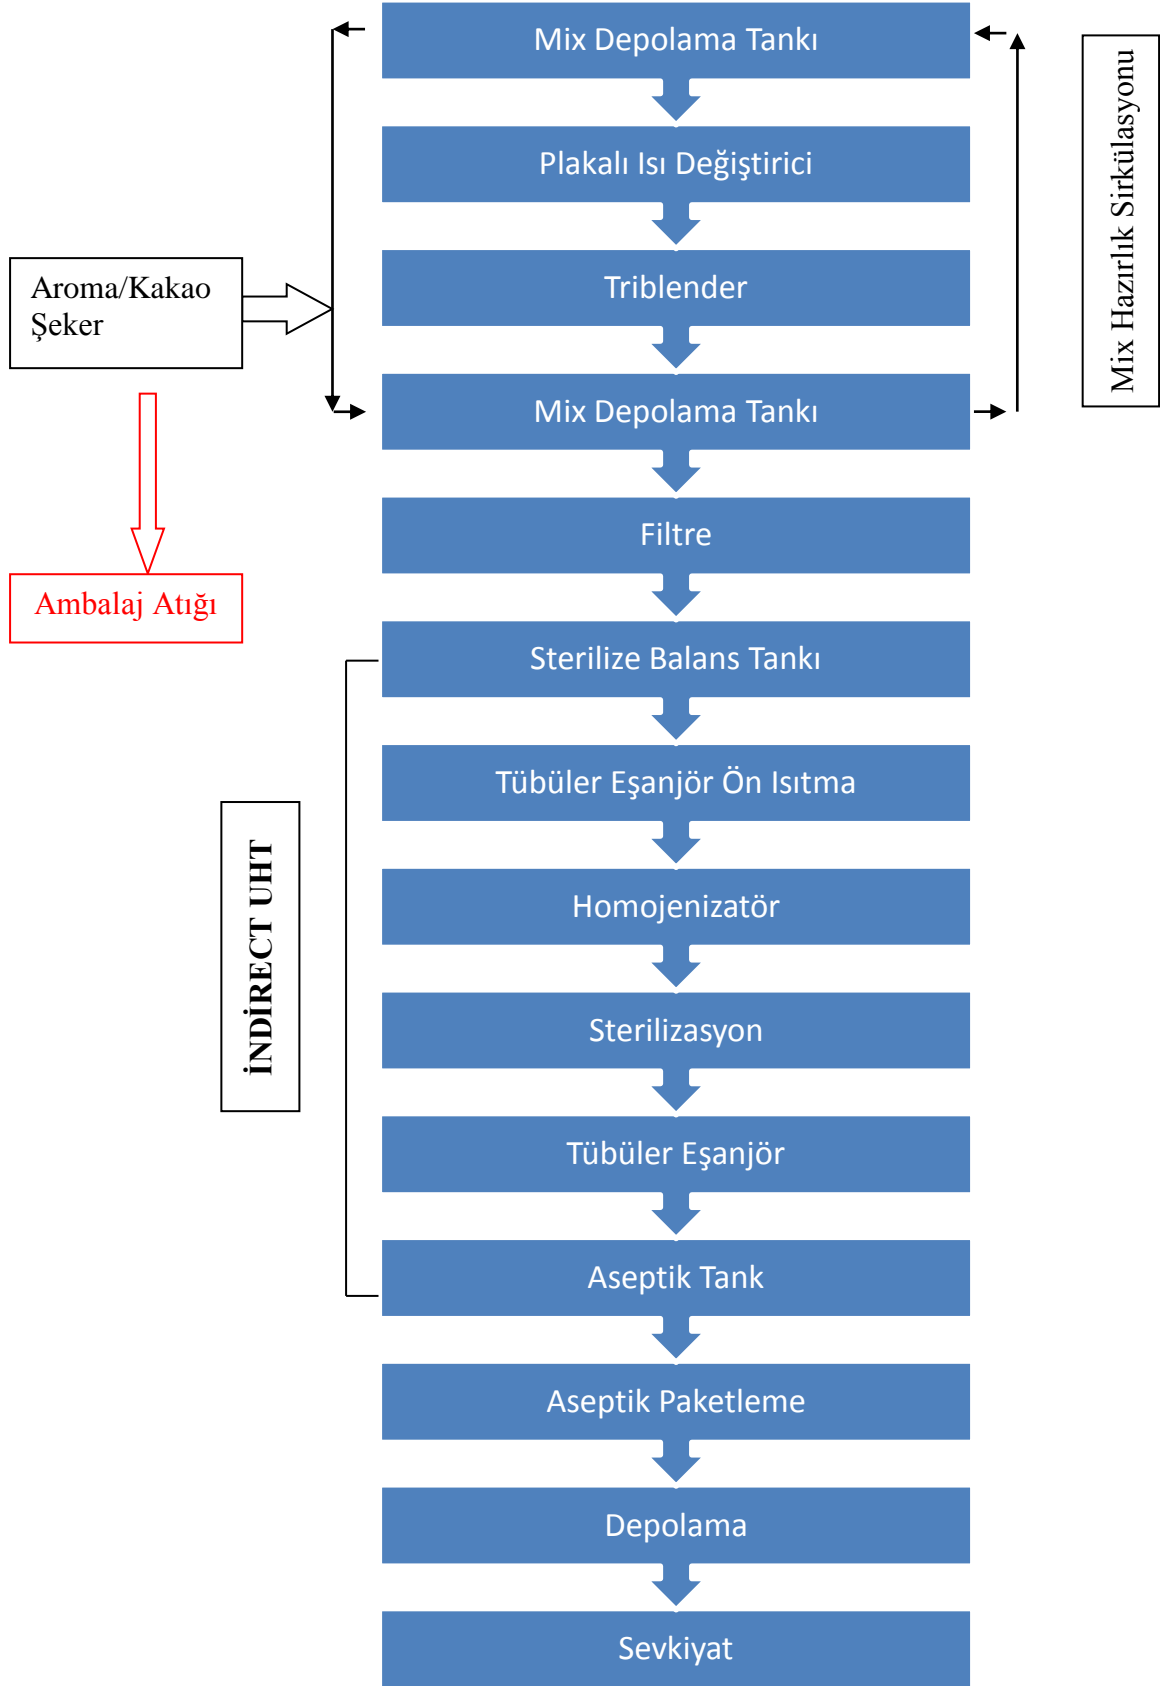 Mix Depolama Tankı
Mix Hazırlık Sirkülasyonu
Plakalı Isı Değiştirici
Aroma/Kakao
Şeker
Triblender
Mix Depolama Tankı
Filtre
Ambalaj Atığı
Sterilize Balans Tankı
Tübüler Eşanjör Ön Isıtma
İNDİRECT UHT
Homojenizatör
Sterilizasyon
Tübüler Eşanjör
Aseptik Tank
Aseptik Paketleme
Depolama
Sevkiyat